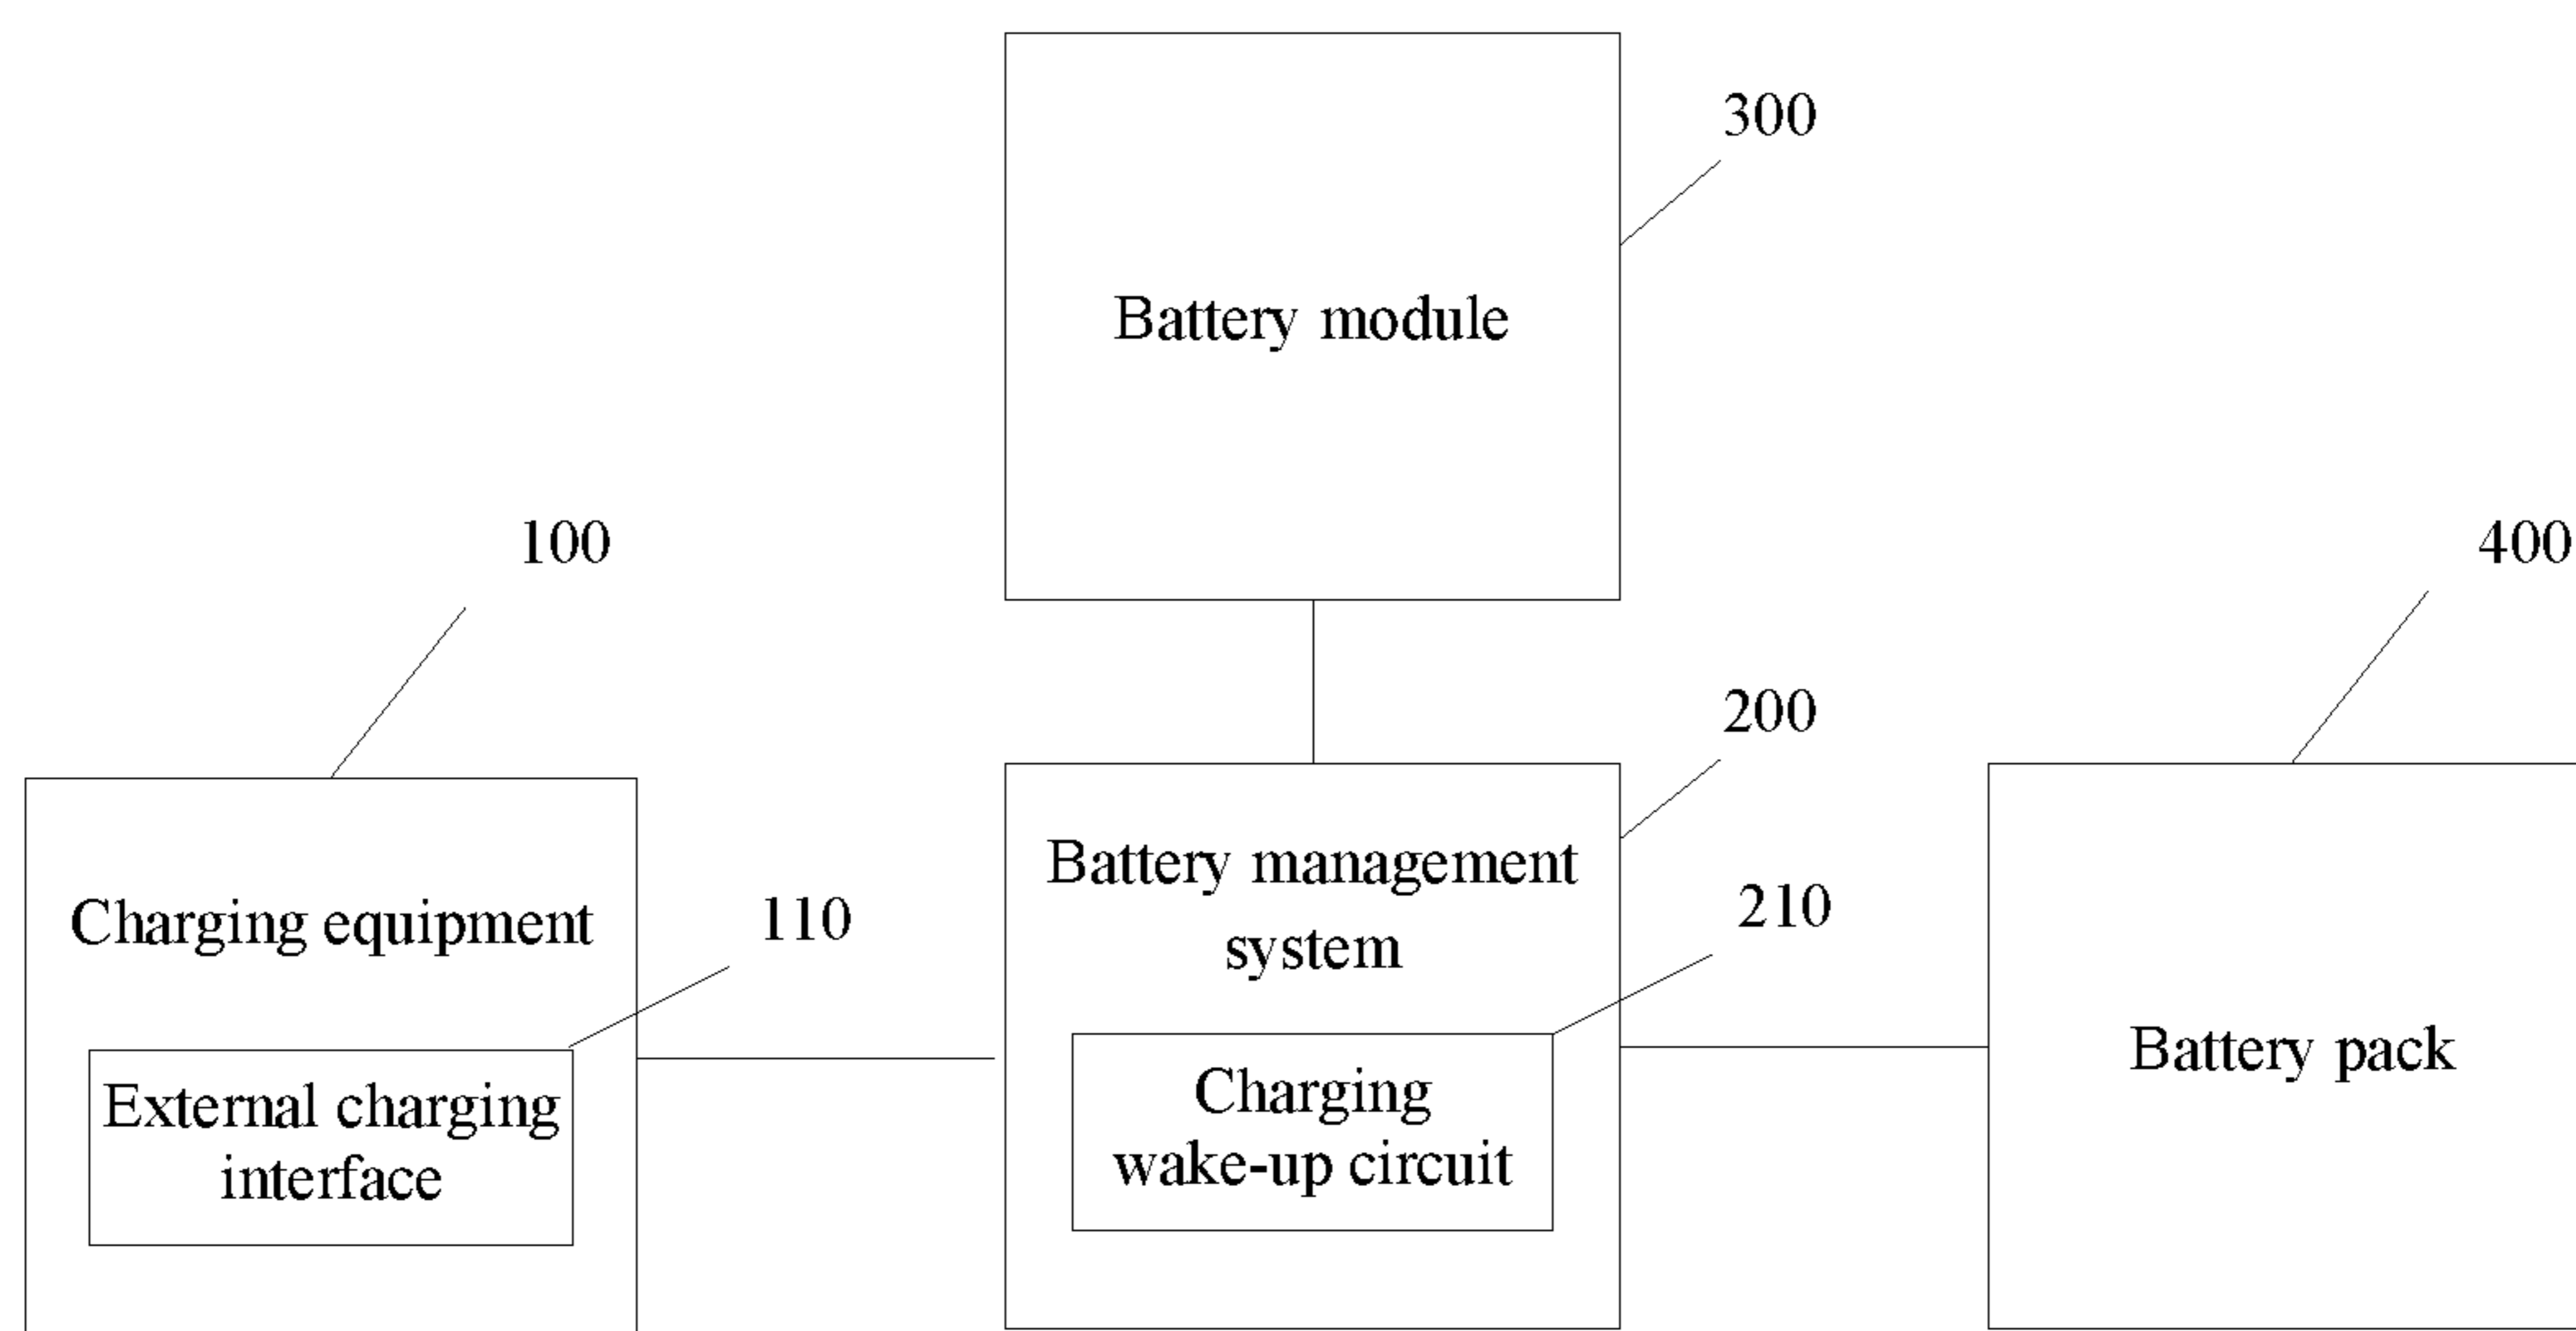 300
Battery module
100
400
200
Battery management
system
210
Charging equipment
110
External charging
interface
Charging
wake-up circuit
Battery pack